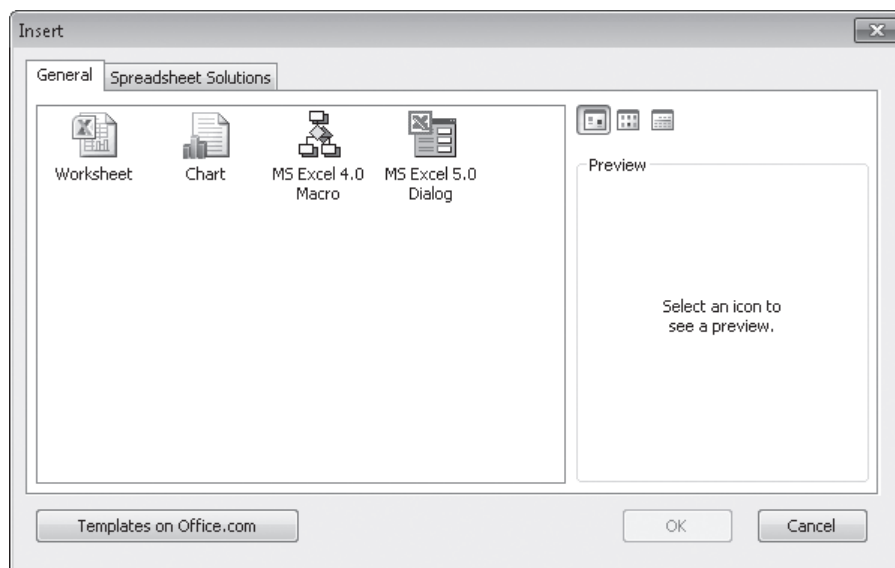 Insert
General
Spreadsheet Solutions
Worksheet
Chart
MS Excel 4.0
Macro
MS Excel 5.0
Dialog
Preview
Select an icon to
see a preview.
Templates on Office.com
OK
Cancel